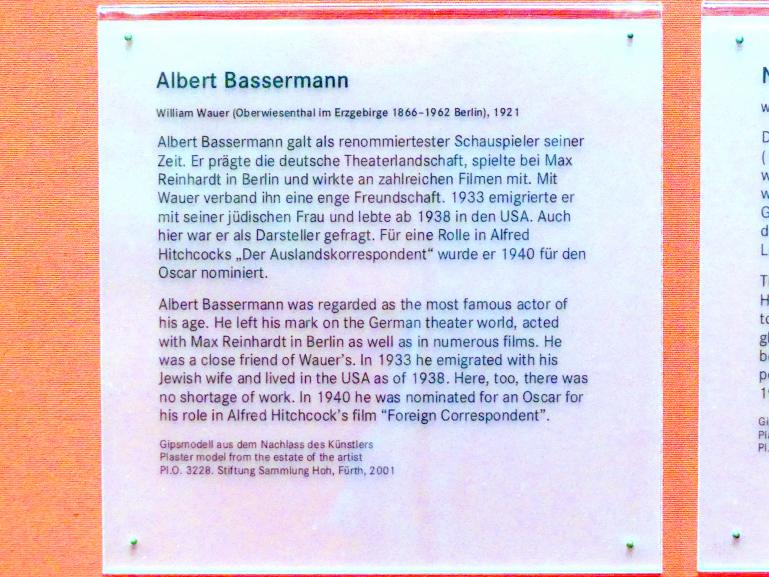 Albert Bassermann
William Wauer (Oberwiesenthal im Erzgebirge 1866–1962 Berlin), 1921
Albert Bassermann galt als renommiertester Schauspieler seiner
Zeit. Er prägte die deutsche Theaterlandschaft, spielte bei Max
Reinhardt in Berlin und wirkte an zahlreichen Filmen mit. Mit
Wauer verband ihn eine enge Freundschaft. 1933 emigrierte er
mit seiner jüdischen Frau und lebte ab 1938 in den USA. Auch
hier war er als Darsteller gefragt. Für eine Rolle in Alfred
Hitchcocks „Der Auslandskorrespondent“ wurde er 1940 für den
Oscar nominiert.
Albert Bassermann was regarded as the most famous actor of
his age. He left his mark on the German theater world, acted
with Max Reinhardt in Berlin as well as in numerous films. He
was a close friend of Wauer's. In 1933 he emigrated with his
Jewish wife and lived in the USA as of 1938. Here, too, there was
no shortage of work. In 1940 he was nominated for an Oscar for
his role in Alfred Hitchcock's film “Foreign Correspondent”.
Gipsmodell aus dem Nachlass des Künstlers
Plaster model from the estate of the artist
Pl.O. 3228. Stiftung Sammlung Hoh, Fürth, 2001